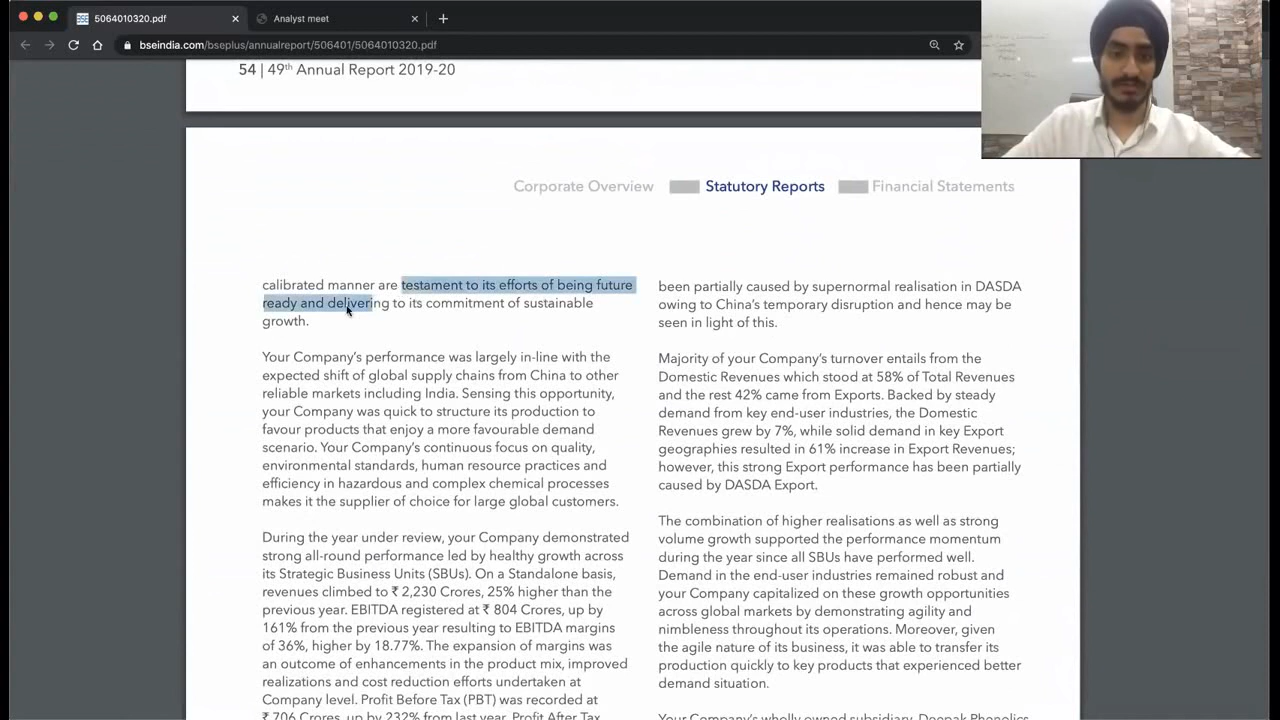 5064010320.pdf
Analyst meet
bseindia.com/bseplus/annualreport/506401/5064010320.pdf
54 | 49th Annual Report 2019-20
Corporate Overview Statutory Reports Financial Statements
calibrated manner are testament to its efforts of being future
ready and delivering to its commitment of sustainable
growth.
Your Company's performance was largely in-line with the
expected shift of global supply chains from China to other
reliable markets including India. Sensing this opportunity,
your Company was quick to structure its production to
favour products that enjoy a more favourable demand
scenario. Your Company's continuous focus on quality,
environmental standards, human resource practices and
efficiency in hazardous and complex chemical processes
makes it the supplier of choice for large global customers.
During the year under review, your Company demonstrated
strong all-round performance led by healthy growth across
its Strategic Business Units (SBUs). On a Standalone basis,
revenues climbed to ₹ 2,230 Crores, 25% higher than the
previous year. EBITDA registered at ₹ 804 Crores, up by
161% from the previous year resulting to EBITDA margins
of 36%, higher by 18.77%. The expansion of margins was
an outcome of enhancements in the product mix, improved
realizations and cost reduction efforts undertaken at
Company level. Profit Before Tax (PBT) was recorded at
₹ 706 Crores, up by 232% from last year. Profit After Tax
been partially caused by supernormal realisation in DASDA
owing to China's temporary disruption and hence may be
seen in light of this.
Majority of your Company's turnover entails from the
Domestic Revenues which stood at 58% of Total Revenues
and the rest 42% came from Exports. Backed by steady
demand from key end-user industries, the Domestic
Revenues grew by 7%, while solid demand in key Export
geographies resulted in 61% increase in Export Revenues;
however, this strong Export performance has been partially
caused by DASDA Export.
The combination of higher realisations as well as strong
volume growth supported the performance momentum
during the year since all SBUs have performed well.
Demand in the end-user industries remained robust and
your Company capitalized on these growth opportunities
across global markets by demonstrating agility and
nimbleness throughout its operations. Moreover, given
the agile nature of its business, it was able to transfer its
production quickly to key products that experienced better
demand situation.
Your Company's wholly owned subsidiary, Deepak Phenolics